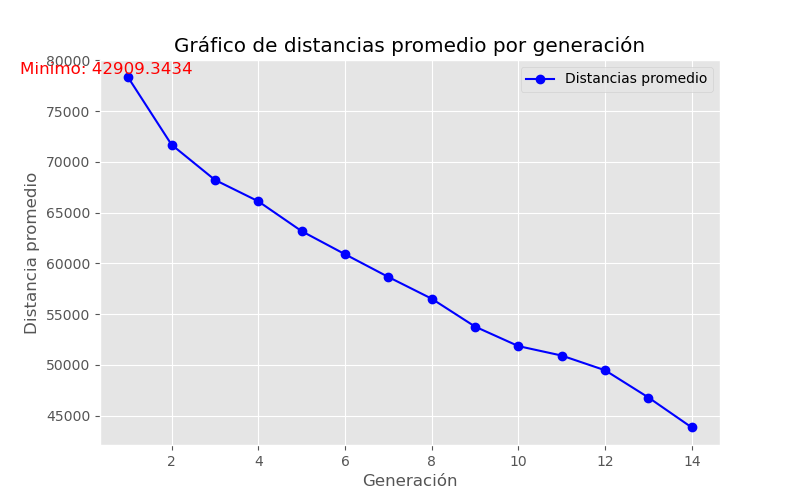 Gráfico de distancias promedio por generación
Minimo: 42909.3434
Distancias promedio
80000
75000
70000
65000
60000
55000
50000
45000
Distancia promedio
2 4 6 8 10 12 14
Generación